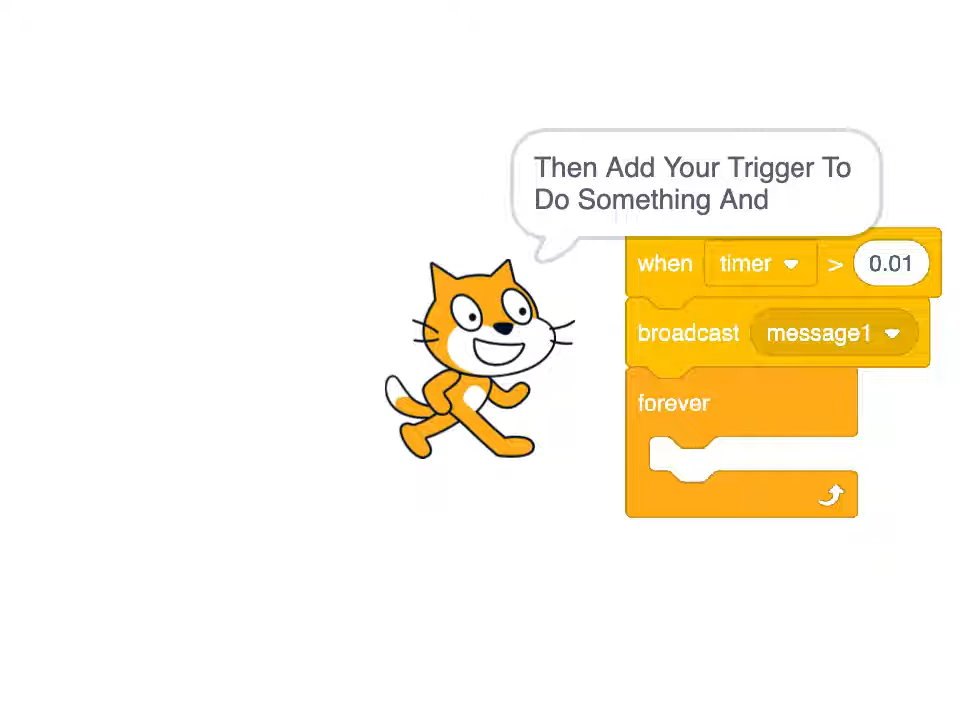 Then Add Your Trigger To
Do Something And
when timer > 0.01
broadcast message1
forever